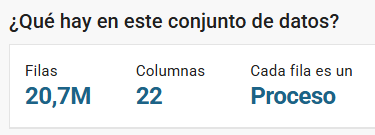 ¿Qué hay en este conjunto de datos?
Filas Columnas Cada fila es un
20,7M 22 Proceso